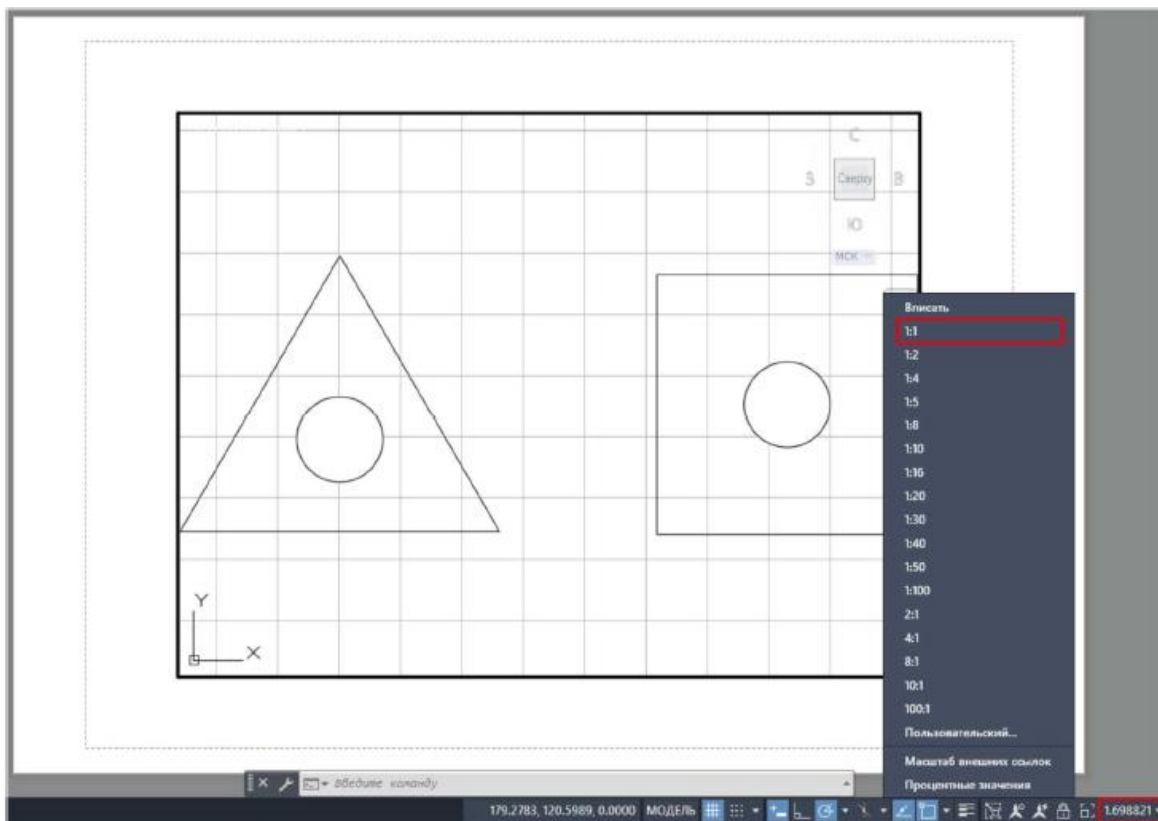 С
З
Сверху
В
Ю
МСК
Вписать
1:1
1:2
1:4
1:5
1:8
1:10
1:16
1:20
1:30
1:40
1:50
1:100
2:1
4:1
8:1
10:1
100:1
Пользовательский...
Масштаб внешних ссылок
Процентные значения
Y
X
Введите команду
179.2783, 120.5989, 0.0000 МОДЕЛЬ 1.698821